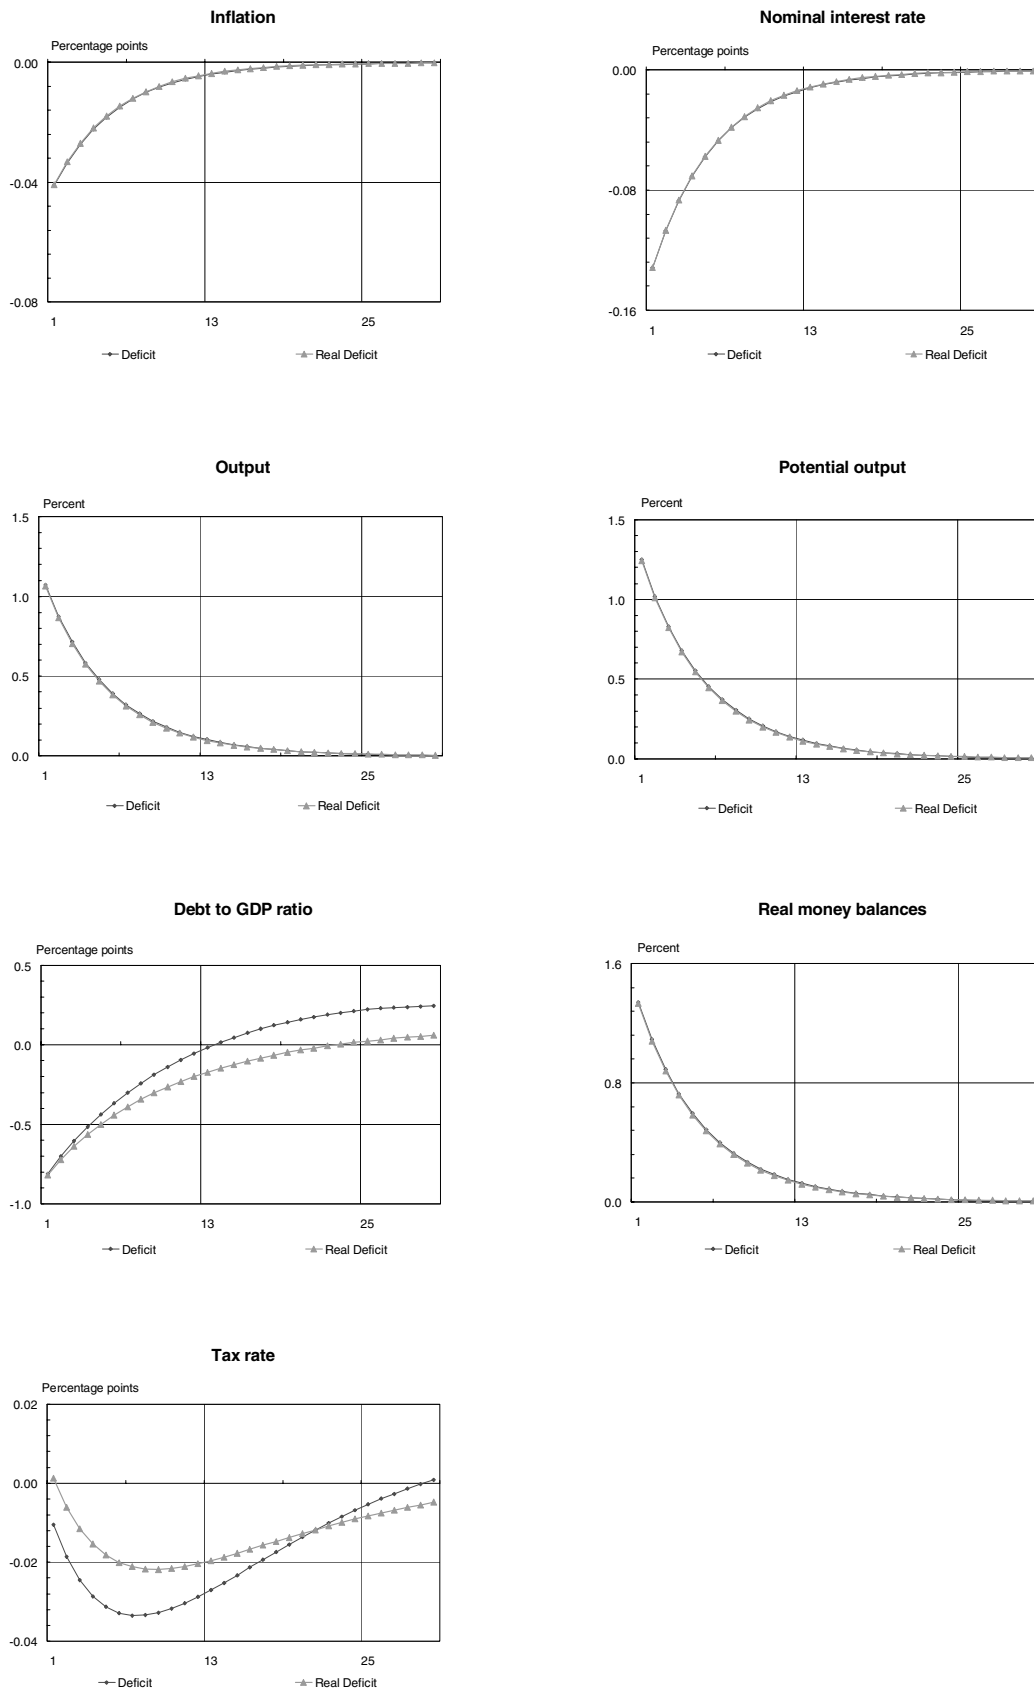 Inflation
Percentage points
0.00
-0.04
-0.08
1 13 25
Deficit Real Deficit
Nominal interest rate
Percentage points
0.00
-0.08
-0.16
1 13 25
Deficit Real Deficit
Output
Percent
1.5
1.0
0.5
0.0
1 13 25
Deficit Real Deficit
Potential output
Percent
1.5
1.0
0.5
0.0
1 13 25
Deficit Real Deficit
Debt to GDP ratio
Percentage points
0.5
0.0
-0.5
-1.0
1 13 25
Deficit Real Deficit
Real money balances
Percent
1.6
0.8
0.0
1 13 25
Deficit Real Deficit
Tax rate
Percentage points
0.02
0.00
-0.02
-0.04
1 13 25
Deficit Real Deficit